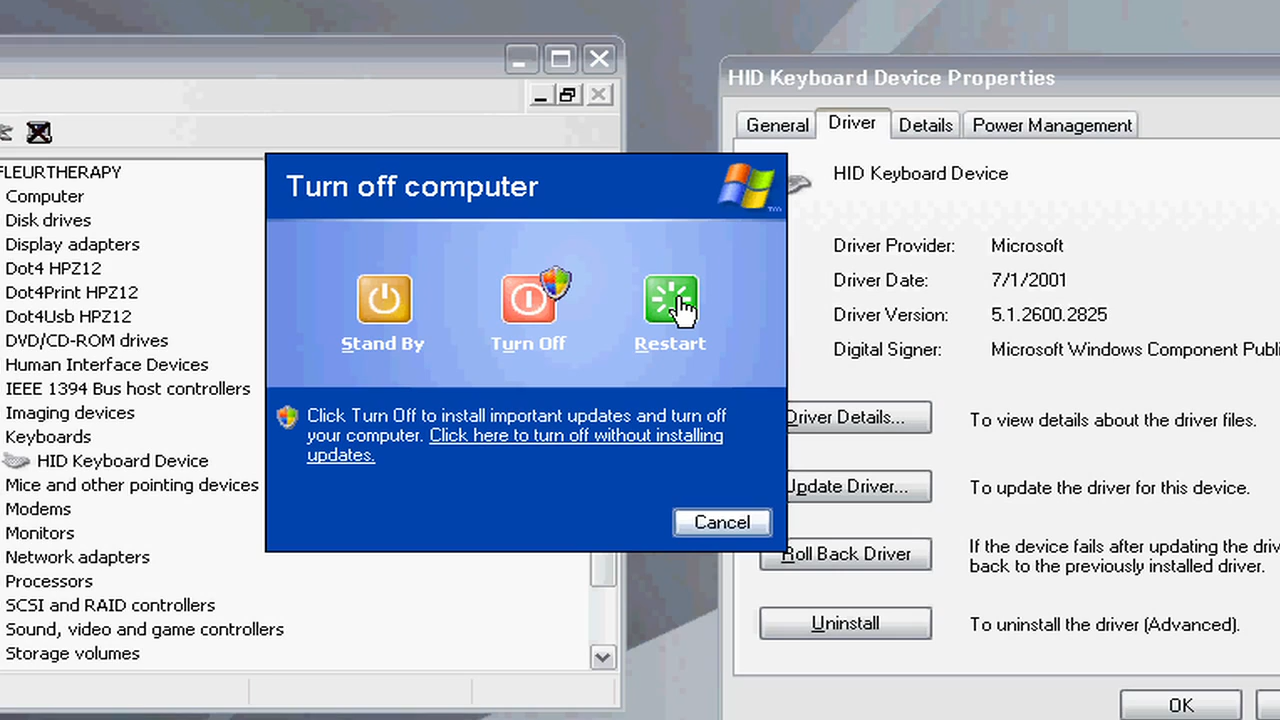 FLEURTHERAPY
Computer
Disk drives
Display adapters
Dot4 HPZ12
Dot4Print HPZ12
Dot4Usb HPZ12
DVD/CD-ROM drives
Human Interface Devices
IEEE 1394 Bus host controllers
Imaging devices
Keyboards
HID Keyboard Device
Mice and other pointing devices
Modems
Monitors
Network adapters
Processors
SCSI and RAID controllers
Sound, video and game controllers
Storage volumes
Turn off computer
Stand By
Turn Off
Restart
Click Turn Off to install important updates and turn off
your computer. Click here to turn off without installing
updates.
Cancel
HID Keyboard Device Properties
General
Driver
Details
Power Management
HID Keyboard Device
Driver Provider: Microsoft
Driver Date: 7/1/2001
Driver Version: 5.1.2600.2825
Digital Signer: Microsoft Windows Component Publi
Driver Details...
To view details about the driver files.
Update Driver...
To update the driver for this device.
Roll Back Driver
If the device fails after updating the driv
back to the previously installed driver.
Uninstall
To uninstall the driver (Advanced).
OK